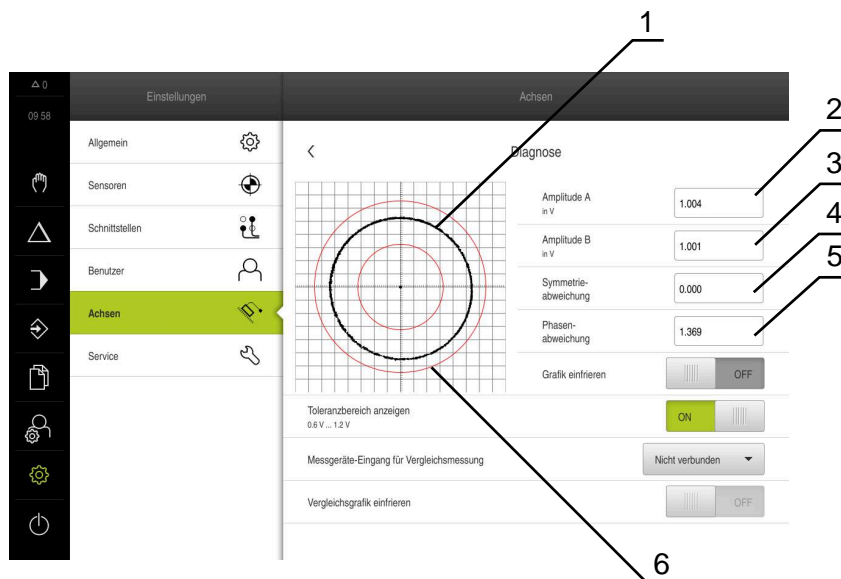 1
△ 0
Einstellungen
Achsen
09 58
2
Allgemein
Diagnose
3
Sensoren
Amplitude A
in V
1.004
4
Schnittstellen
Amplitude B
in V
1.001
5
Benutzer
Symmetrie-
abweichung
0.000
Achsen
Phasen-
abweichung
1.369
Service
Grafik einfrieren
OFF
Toleranzbereich anzeigen
0.6 V ... 1.2 V
ON
Messgeräte-Eingang für Vergleichsmessung
Nicht verbunden
Vergleichsgrafik einfrieren
OFF
6